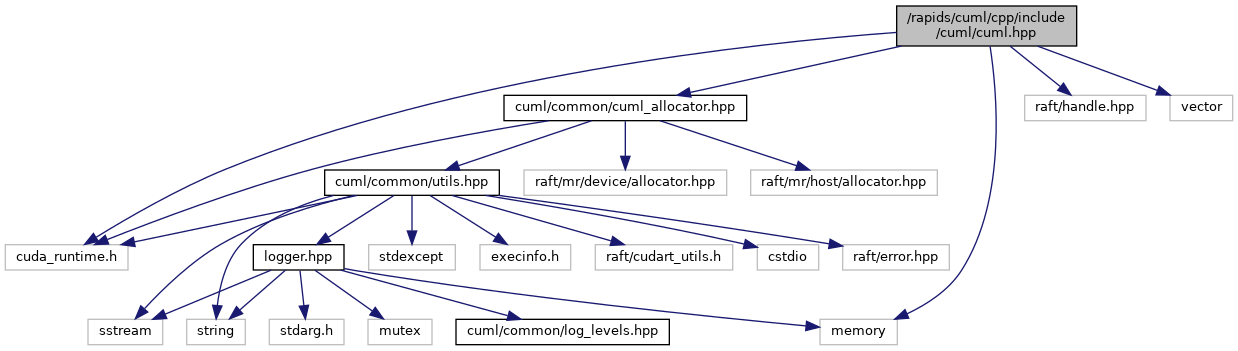 /rapids/cuml/cpp/include
/cuml/cuml.hpp
cuml/common/cuml_allocator.hpp
raft/handle.hpp
vector
cuml/common/utils.hpp
raft/mr/device/allocator.hpp
raft/mr/host/allocator.hpp
cuda_runtime.h
logger.hpp
stdexcept
execinfo.h
raft/cudart_utils.h
cstdio
raft/error.hpp
sstream
string
stdarg.h
mutex
cuml/common/log_levels.hpp
memory